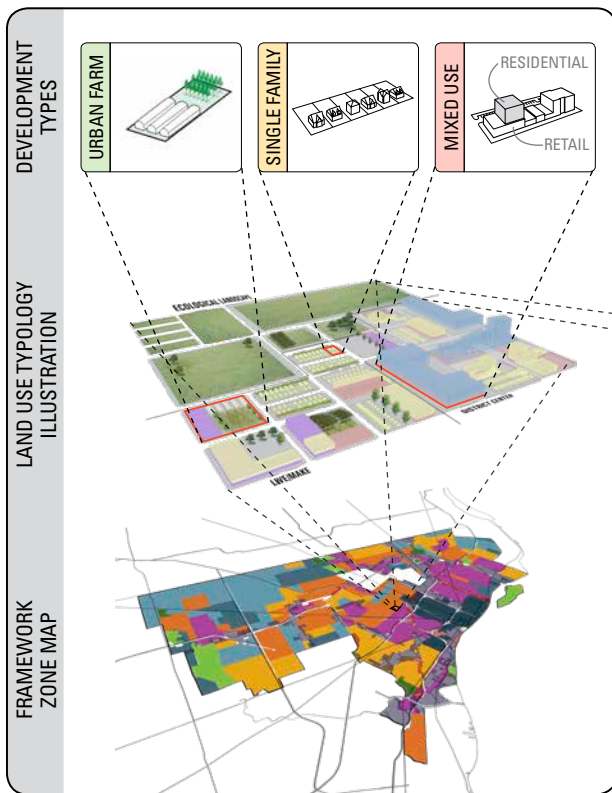 DEVELOPMENT
TYPES
URBAN FARM
SINGLE FAMILY
MIXED USE
RESIDENTIAL
RETAIL
LAND USE TYPOLOGY
ILLUSTRATION
ECOLOGICAL LANDSCAPE
DISTRICT CENTER
LIVE/MAKE
FRAMEWORK
ZONE MAP